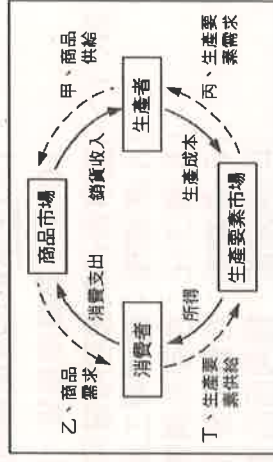 商品市場
乙、商品
需求
甲、商品
供給
消費支出
銷貨收入
消費者
生產者
所得
生產成本
丁、生產要
素供給
丙、生產要
素需求
生產要素市場